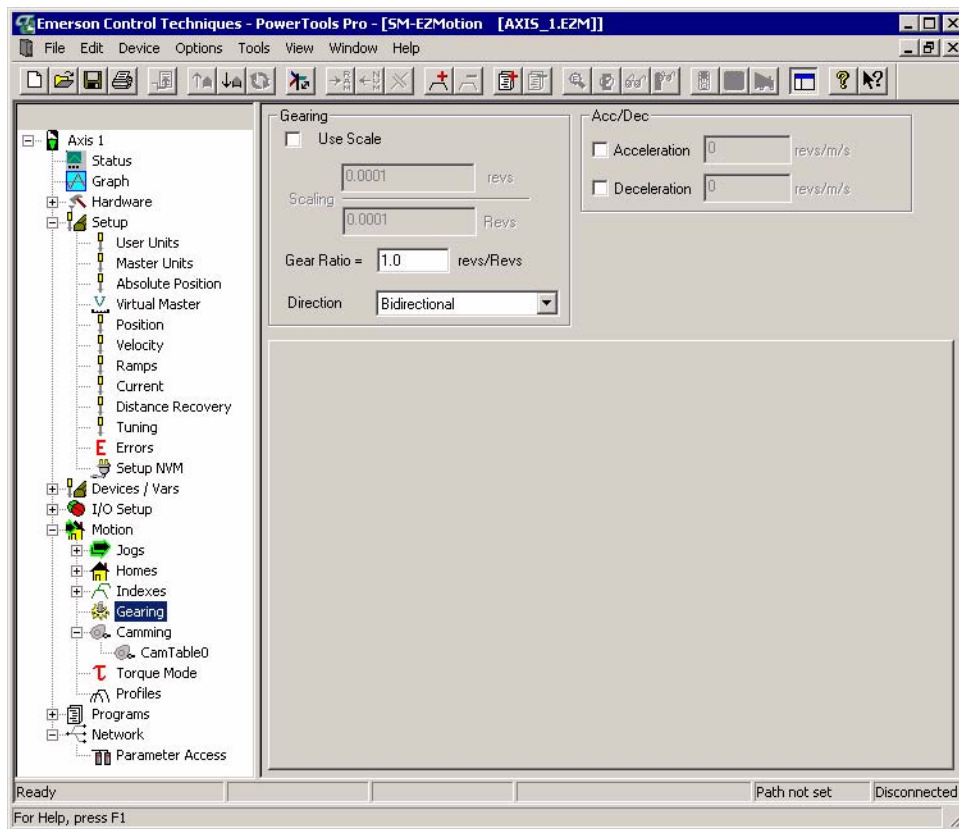 Emerson Control Techniques - PowerTools Pro - [SM-EZMotion [AXIS_1.EZM]]
File Edit Device Options Tools View Window Help
Axis 1
Status
Graph
Hardware
Setup
User Units
Master Units
Absolute Position
Virtual Master
Position
Velocity
Ramps
Current
Distance Recovery
Tuning
E Errors
Setup NVM
Devices / Vars
I/O Setup
Motion
Jogs
Homes
Indexes
Gearing
Camming
CamTable0
Torque Mode
Profiles
Programs
Network
Parameter Access
Gearing
Use Scale
0.0001 revs
Scaling
0.0001 Revs
Gear Ratio = 1.0 revs/Revs
Direction Bidirectional
Acc/Dec
Acceleration 0 revs/m/s
Deceleration 0 revs/m/s
Ready Path not set Disconnected
For Help, press F1